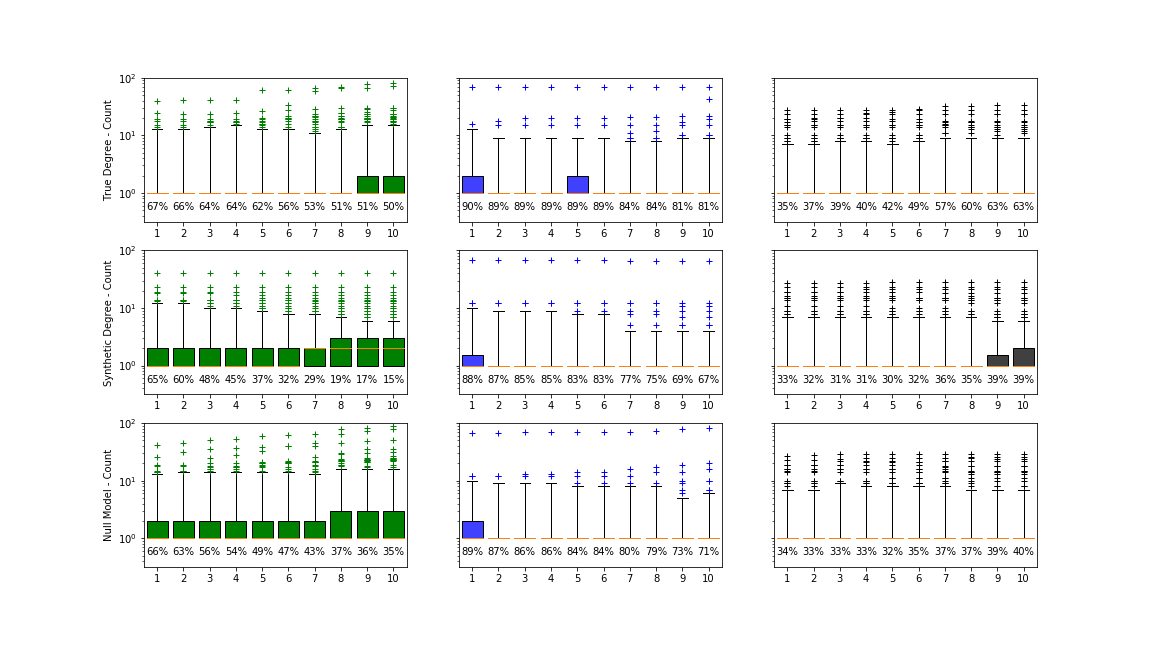 True Degree - Count
10²
10¹
10⁰
67% 66% 64% 64% 62% 56% 53% 51% 51% 50%
1 2 3 4 5 6 7 8 9 10
90% 89% 89% 89% 89% 89% 84% 84% 81% 81%
1 2 3 4 5 6 7 8 9 10
35% 37% 39% 40% 42% 49% 57% 60% 63% 63%
1 2 3 4 5 6 7 8 9 10
Synthetic Degree - Count
10²
10¹
10⁰
65% 60% 48% 45% 37% 32% 29% 19% 17% 15%
1 2 3 4 5 6 7 8 9 10
88% 87% 85% 85% 83% 83% 77% 75% 69% 67%
1 2 3 4 5 6 7 8 9 10
33% 32% 31% 31% 30% 32% 36% 35% 39% 39%
1 2 3 4 5 6 7 8 9 10
Null Model - Count
10²
10¹
10⁰
66% 63% 56% 54% 49% 47% 43% 37% 36% 35%
1 2 3 4 5 6 7 8 9 10
89% 87% 86% 86% 84% 84% 80% 79% 73% 71%
1 2 3 4 5 6 7 8 9 10
34% 33% 33% 33% 32% 35% 37% 37% 39% 40%
1 2 3 4 5 6 7 8 9 10